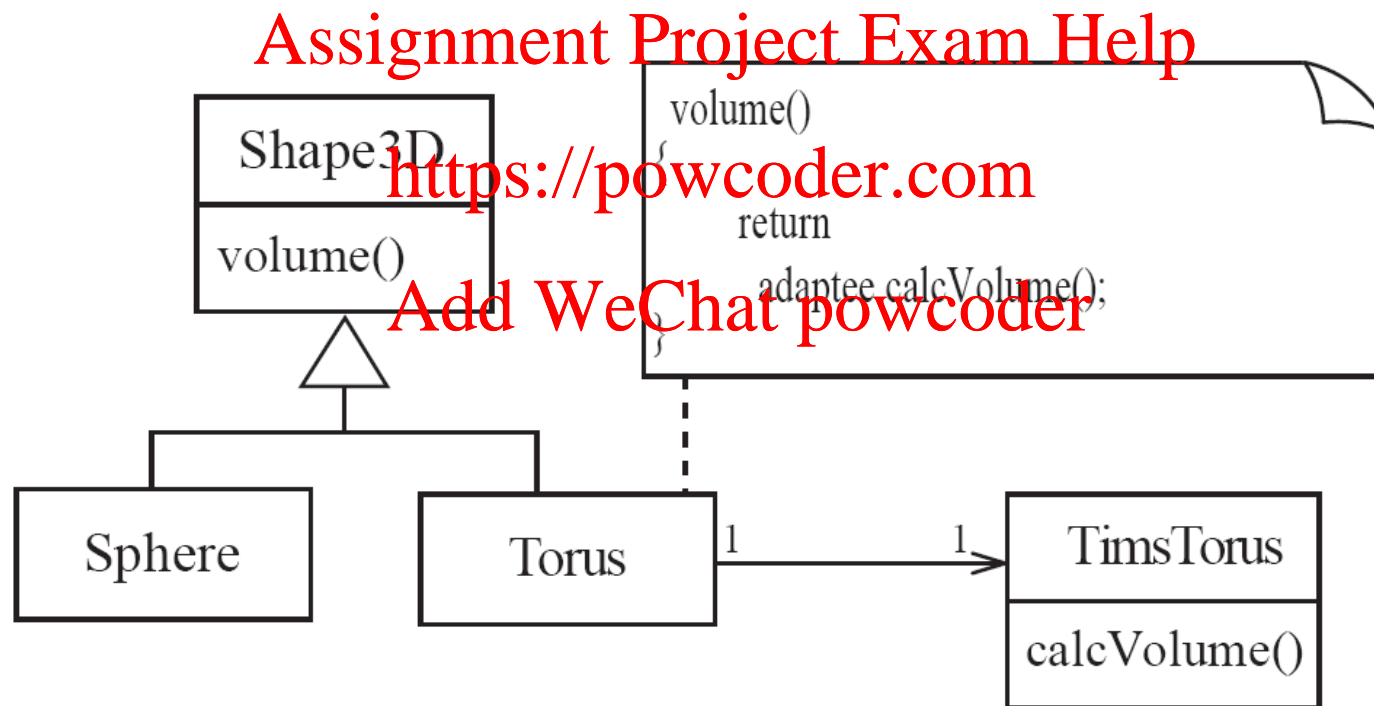 Assignment Project Exam Help
Shape3D
volume()
volume()
{
https://powcoder.com
return
adaptee.calcVolume();
Add WeChat powcoder
}
Sphere
Torus
1
1
TimsTorus
calcVolume()